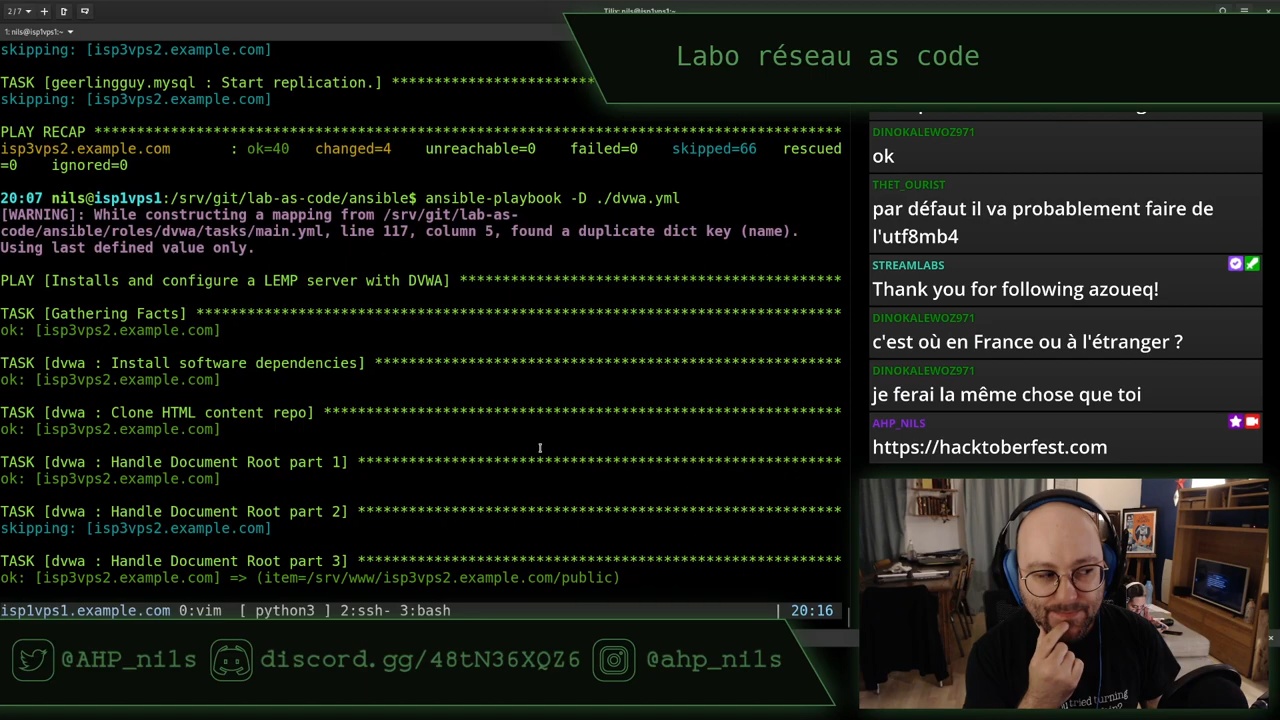 2/7
Tilix: nils@isp1vps1:~
1: nils@isp1vps1:~
skipping: [isp3vps2.example.com]
TASK [geerlingguy.mysql : Start replication.] ************************
skipping: [isp3vps2.example.com]
PLAY RECAP *****************************************************************************************
isp3vps2.example.com : ok=40 changed=4 unreachable=0 failed=0 skipped=66 rescued
=0 ignored=0
20:07 nils@isp1vps1:/srv/git/lab-as-code/ansible$ ansible-playbook -D ./dvwa.yml
[WARNING]: While constructing a mapping from /srv/git/lab-as-
code/ansible/roles/dvwa/tasks/main.yml, line 117, column 5, found a duplicate dict key (name).
Using last defined value only.
PLAY [Installs and configure a LEMP server with DVWA] *********************************************
TASK [Gathering Facts] ****************************************************************************
ok: [isp3vps2.example.com]
TASK [dvwa : Install software dependencies] *******************************************************
ok: [isp3vps2.example.com]
TASK [dvwa : Clone HTML content repo] *************************************************************
ok: [isp3vps2.example.com]
TASK [dvwa : Handle Document Root part 1] *********************************************************
ok: [isp3vps2.example.com]
TASK [dvwa : Handle Document Root part 2] *********************************************************
skipping: [isp3vps2.example.com]
TASK [dvwa : Handle Document Root part 3] *********************************************************
ok: [isp3vps2.example.com] => (item=/srv/www/isp3vps2.example.com/public)
isp1vps1.example.com 0:vim [ python3 ] 2:ssh- 3:bash | 20:16
Labo réseau as code
DINOKALEWOZ971
ok
THET_OURIST
par défaut il va probablement faire de
l'utf8mb4
STREAMLABS
Thank you for following azoueq!
DINOKALEWOZ971
c'est où en France ou à l'étranger ?
DINOKALEWOZ971
je ferai la même chose que toi
AHP_NILS
https://hacktoberfest.com
@AHP_nils discord.gg/48tN36XQZ6 @ahp_nils
tried turning